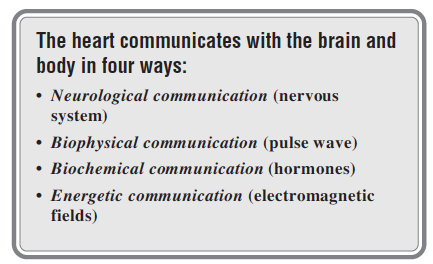 The heart communicates with the brain and
body in four ways:
• Neurological communication (nervous
system)
• Biophysical communication (pulse wave)
• Biochemical communication (hormones)
• Energetic communication (electromagnetic
fields)